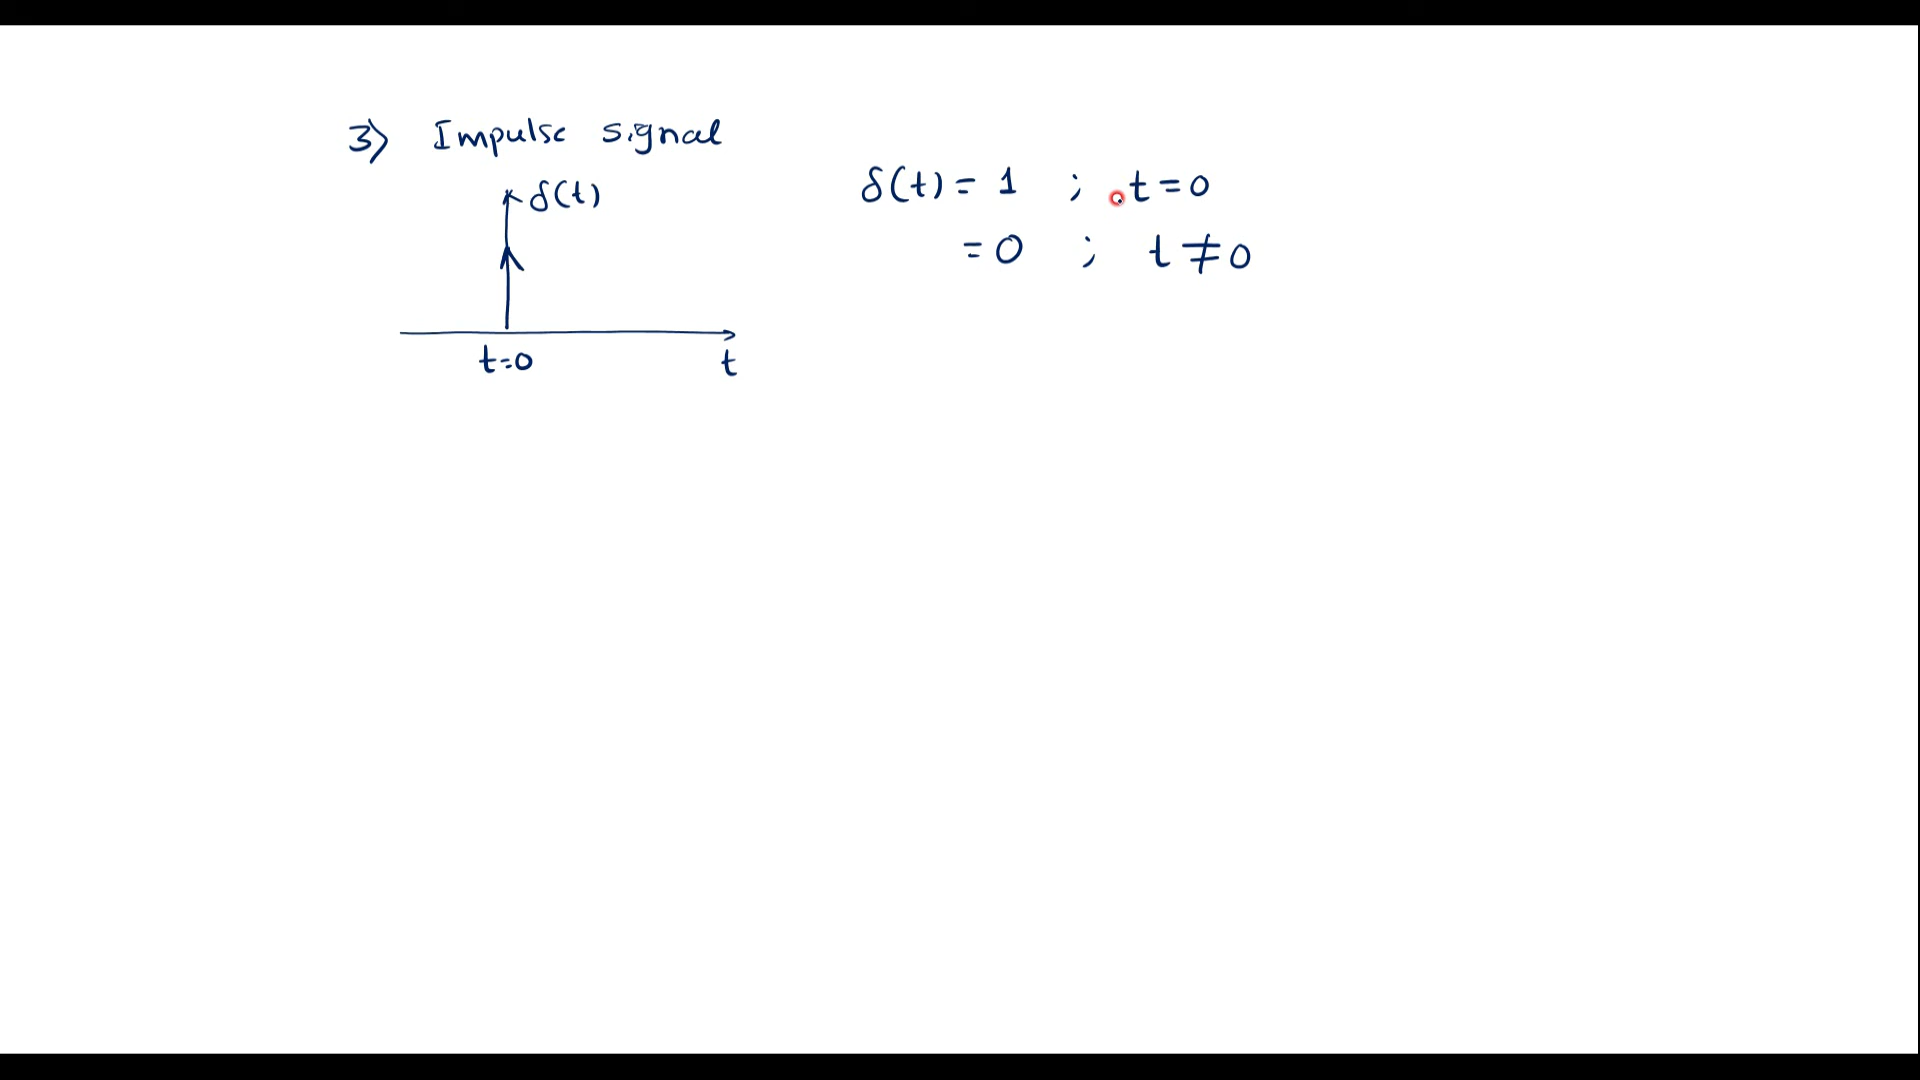 3) Impulse signal
δ(t)
t=0
t
δ(t) = 1 ; t=0
= 0 ; t ≠ 0